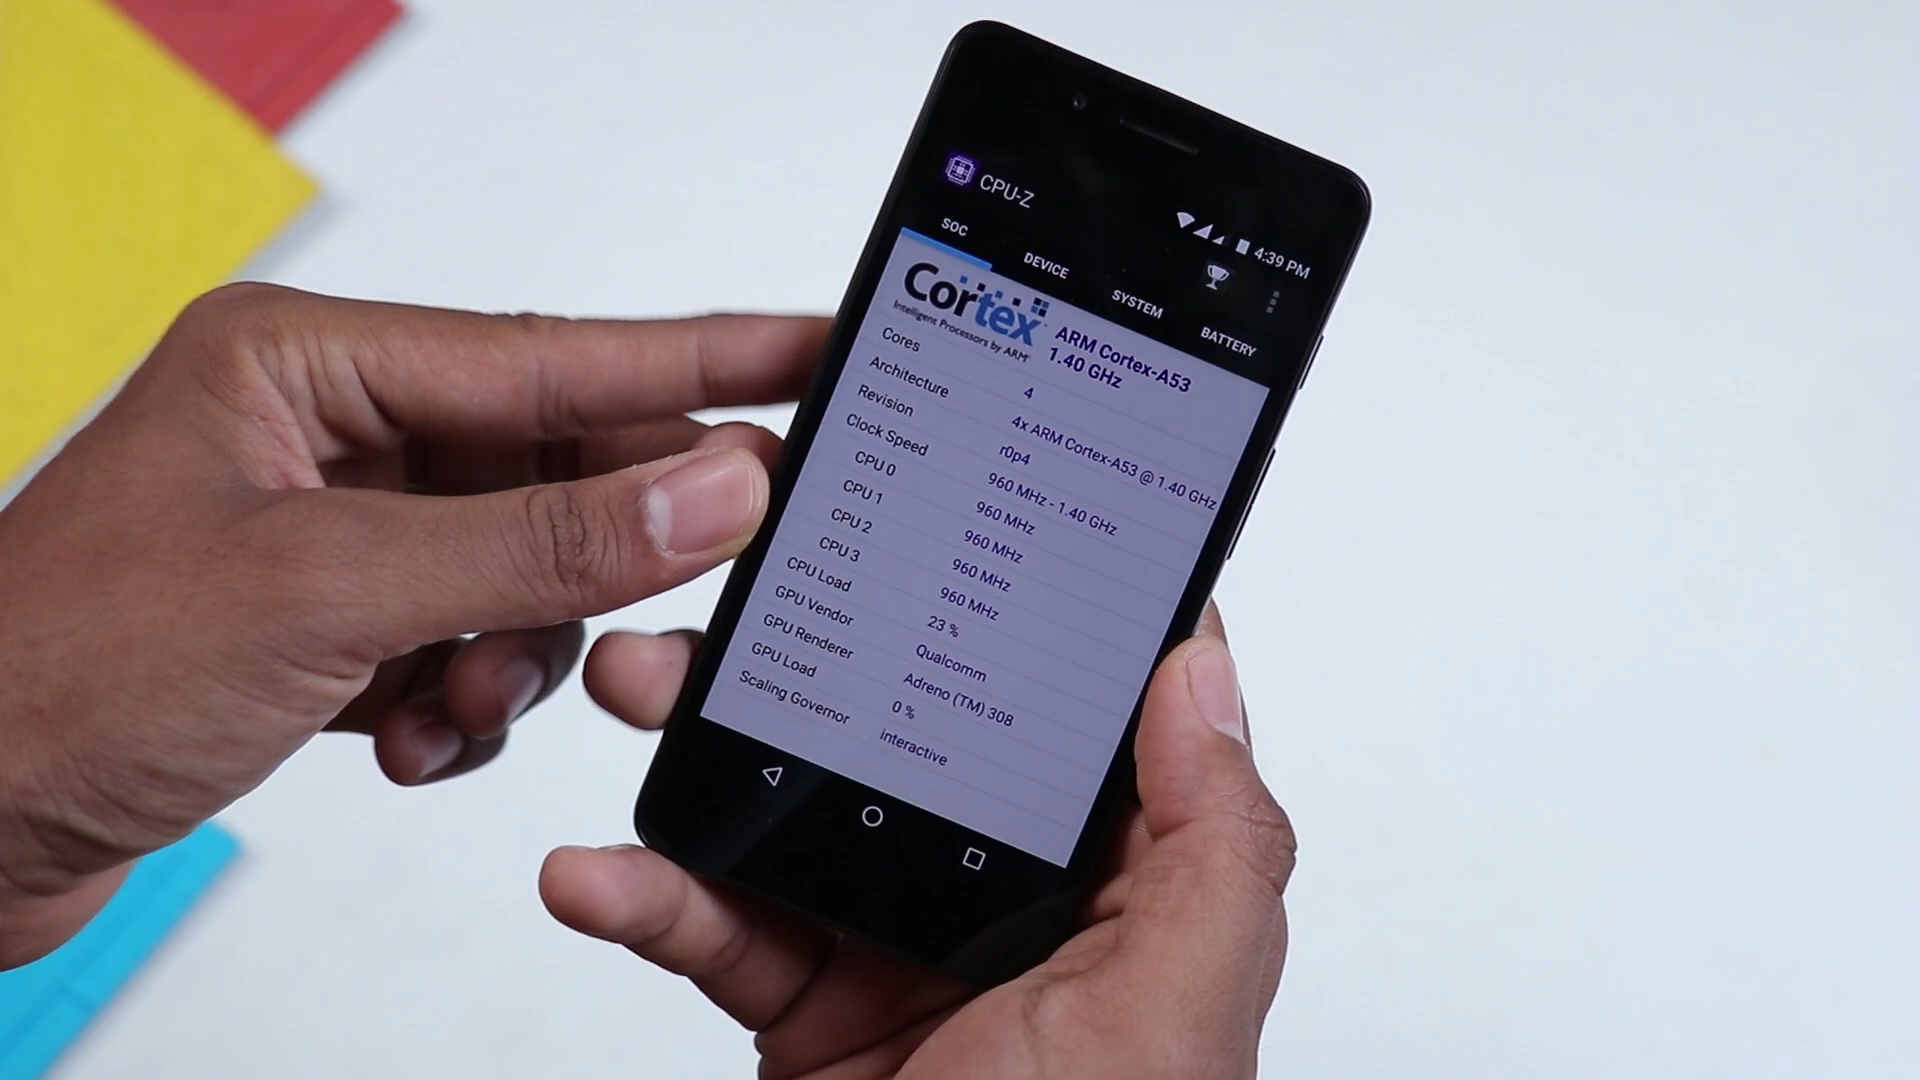 CPU-Z
4:39 PM
SOC
DEVICE
SYSTEM
BATTERY
Cortex
Intelligent Processors by ARM
ARM Cortex-A53
1.40 GHz
Cores 4
Architecture 4x ARM Cortex-A53 @ 1.40 GHz
Revision r0p4
Clock Speed 960 MHz - 1.40 GHz
CPU 0 960 MHz
CPU 1 960 MHz
CPU 2 960 MHz
CPU 3 960 MHz
CPU Load 23 %
GPU Vendor Qualcomm
GPU Renderer Adreno (TM) 308
GPU Load 0 %
Scaling Governor interactive